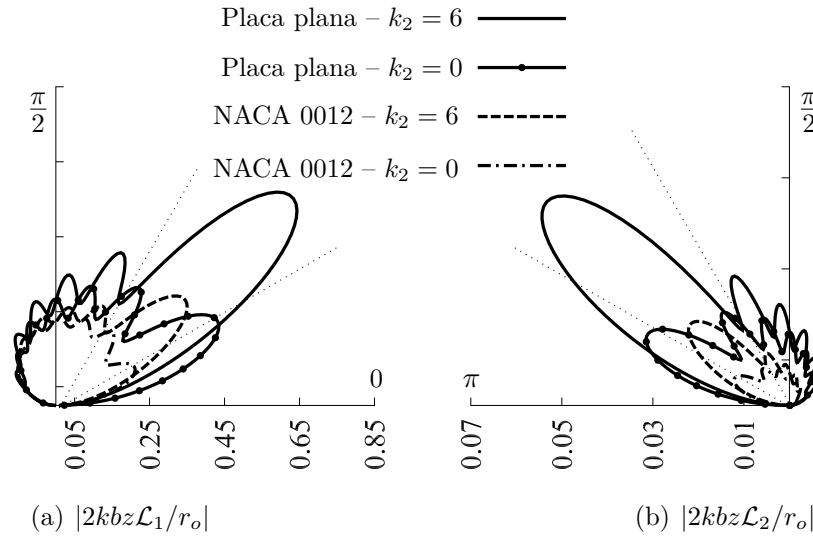 Placa plana – k₂ = 6
Placa plana – k₂ = 0
NACA 0012 – k₂ = 6
NACA 0012 – k₂ = 0
π/2
0
0.05
0.25
0.45
0.65
0.85
(a) |2kbzℒ₁/rₒ|
π/2
π
0.07
0.05
0.03
0.01
(b) |2kbzℒ₂/rₒ|